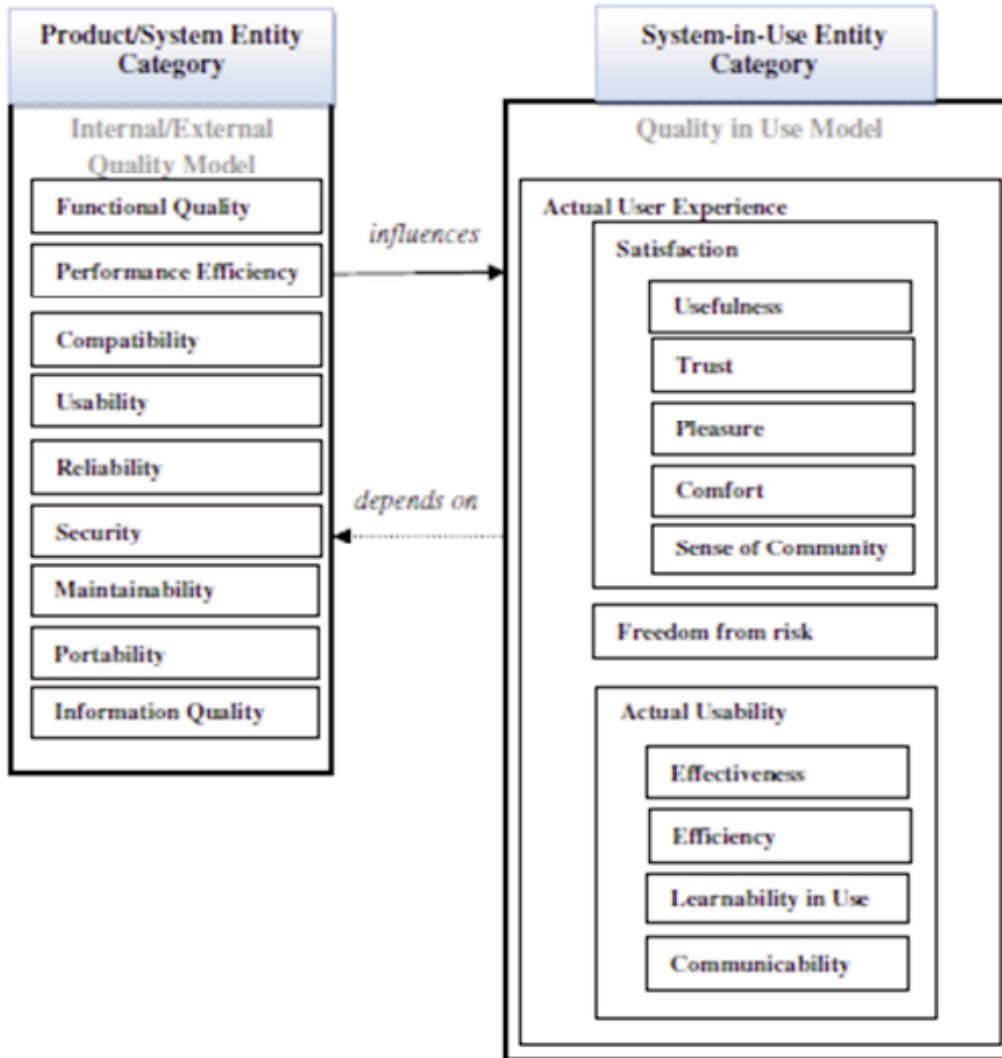 Product/System Entity
Category
Internal/External
Quality Model
Functional Quality
Performance Efficiency
Compatibility
Usability
Reliability
Security
Maintainability
Portability
Information Quality
influences
depends on
System-in-Use Entity
Category
Quality in Use Model
Actual User Experience
Satisfaction
Usefulness
Trust
Pleasure
Comfort
Sense of Community
Freedom from risk
Actual Usability
Effectiveness
Efficiency
Learnability in Use
Communicability